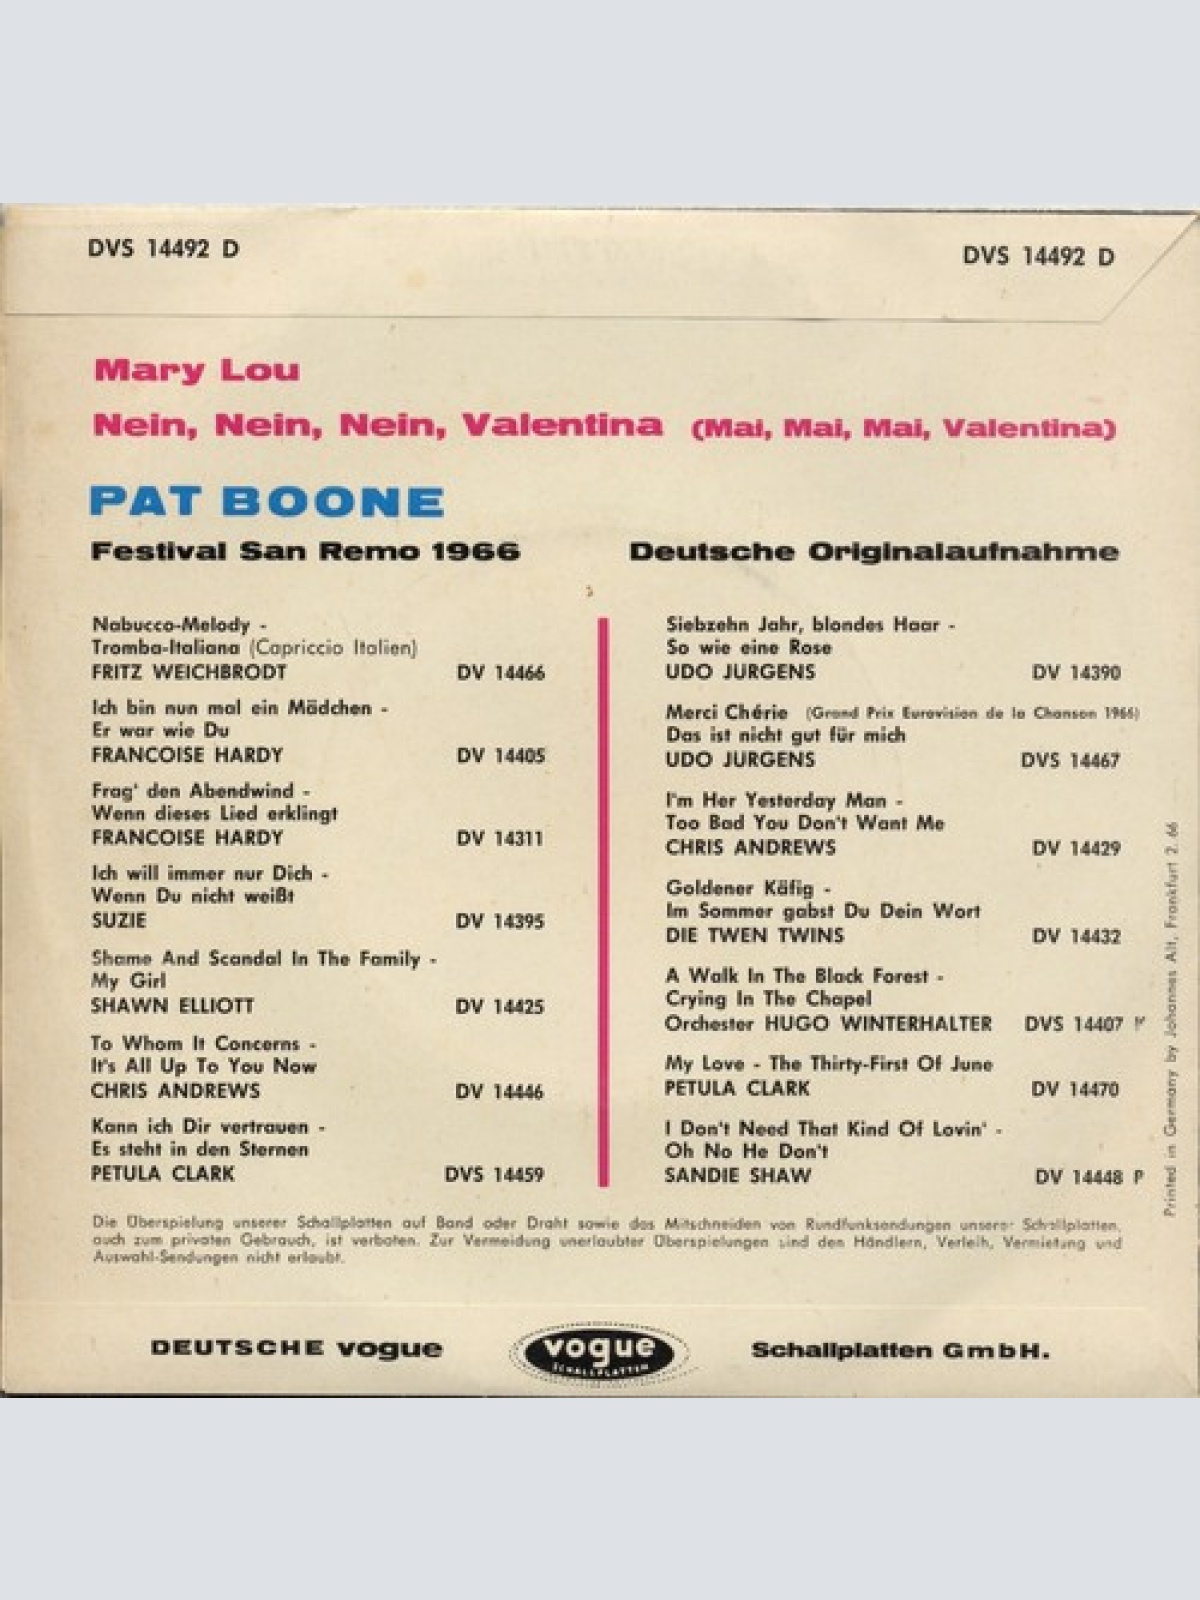 DVS 14492 D
DVS 14492 D
Mary Lou
Nein, Nein, Nein, Valentina (Mai, Mai, Mai, Valentina)
PAT BOONE
Festival San Remo 1966
Deutsche Originalaufnahme
Nabucco-Melody -
Tromba-Italiana (Capriccio Italien)
FRITZ WEICHBRODT DV 14466
Ich bin nun mal ein Mädchen -
Er war wie Du
FRANCOISE HARDY DV 14405
Frag' den Abendwind -
Wenn dieses Lied erklingt
FRANCOISE HARDY DV 14311
Ich will immer nur Dich -
Wenn Du nicht weißt
SUZIE DV 14395
Shame And Scandal In The Family -
My Girl
SHAWN ELLIOTT DV 14425
To Whom It Concerns -
It's All Up To You Now
CHRIS ANDREWS DV 14446
Kann ich Dir vertrauen -
Es steht in den Sternen
PETULA CLARK DVS 14459
Siebzehn Jahr, blondes Haar -
So wie eine Rose
UDO JURGENS DV 14390
Merci Chérie (Grand Prix Eurovision de la Chanson 1966)
Das ist nicht gut für mich
UDO JURGENS DVS 14467
I'm Her Yesterday Man -
Too Bad You Don't Want Me
CHRIS ANDREWS DV 14429
Goldener Käfig -
Im Sommer gabst Du Dein Wort
DIE TWEN TWINS DV 14432
A Walk In The Black Forest -
Crying In The Chapel
Orchester HUGO WINTERHALTER DVS 14407
My Love - The Thirty-First Of June
PETULA CLARK DV 14470
I Don't Need That Kind Of Lovin' -
Oh No He Don't
SANDIE SHAW DV 14448 P
Die Überspielung unserer Schallplatten auf Band oder Draht sowie das Mitschneiden von Rundfunksendungen unserer Schallplatten,
auch zum privaten Gebrauch, ist verboten. Zur Vermeidung unerlaubter Überspielungen sind den Händlern, Verleih, Vermietung und
Auswahl-Sendungen nicht erlaubt.
DEUTSCHE vogue
vogue
SCHALLPLATTEN
Schallplatten GmbH.
Printed in Germany by Johannes Alt, Frankfurt 2. 66